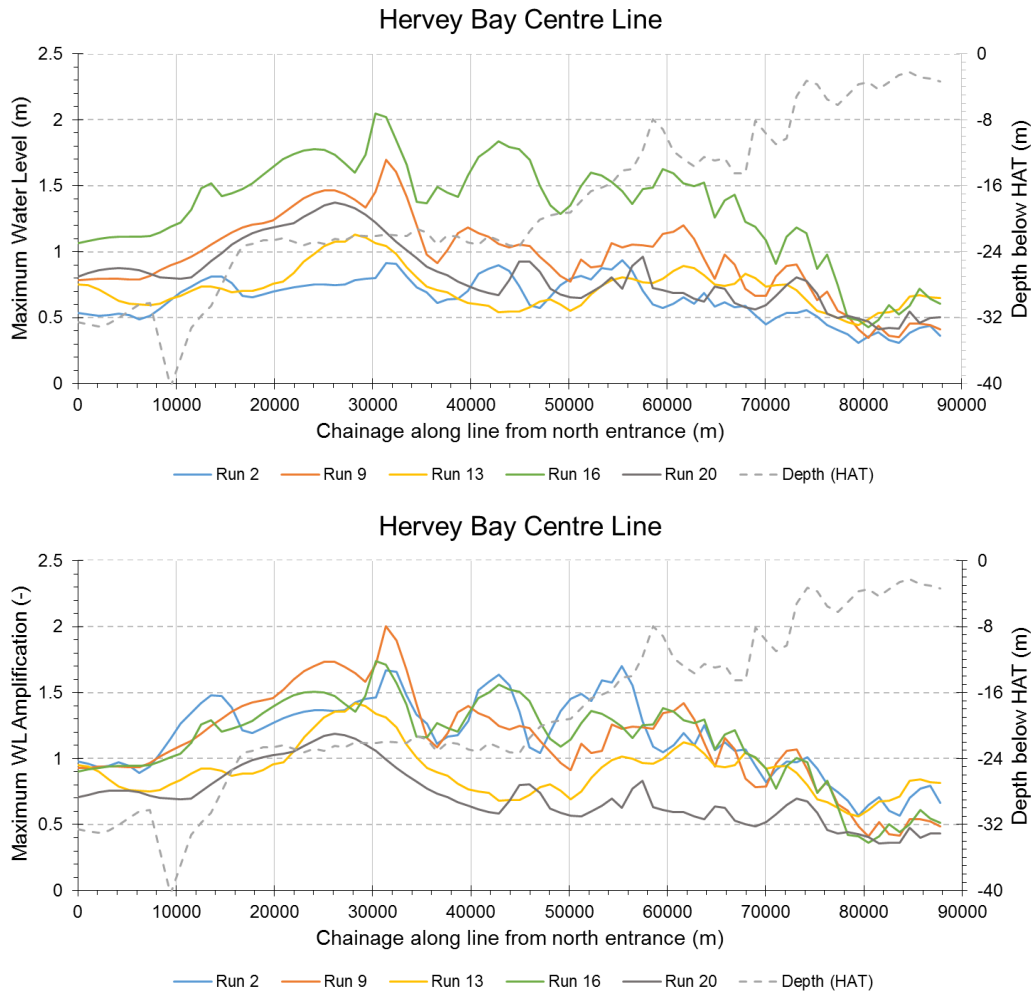 Hervey Bay Centre Line
2.5
2
1.5
1
0.5
0
Maximum Water Level (m)
0
-8
-16
-24
-32
-40
Depth below HAT (m)
0 10000 20000 30000 40000 50000 60000 70000 80000 90000
Chainage along line from north entrance (m)
Run 2 Run 9 Run 13 Run 16 Run 20 Depth (HAT)
Hervey Bay Centre Line
2.5
2
1.5
1
0.5
0
Maximum WL Amplification (-)
0
-8
-16
-24
-32
-40
Depth below HAT (m)
0 10000 20000 30000 40000 50000 60000 70000 80000 90000
Chainage along line from north entrance (m)
Run 2 Run 9 Run 13 Run 16 Run 20 Depth (HAT)